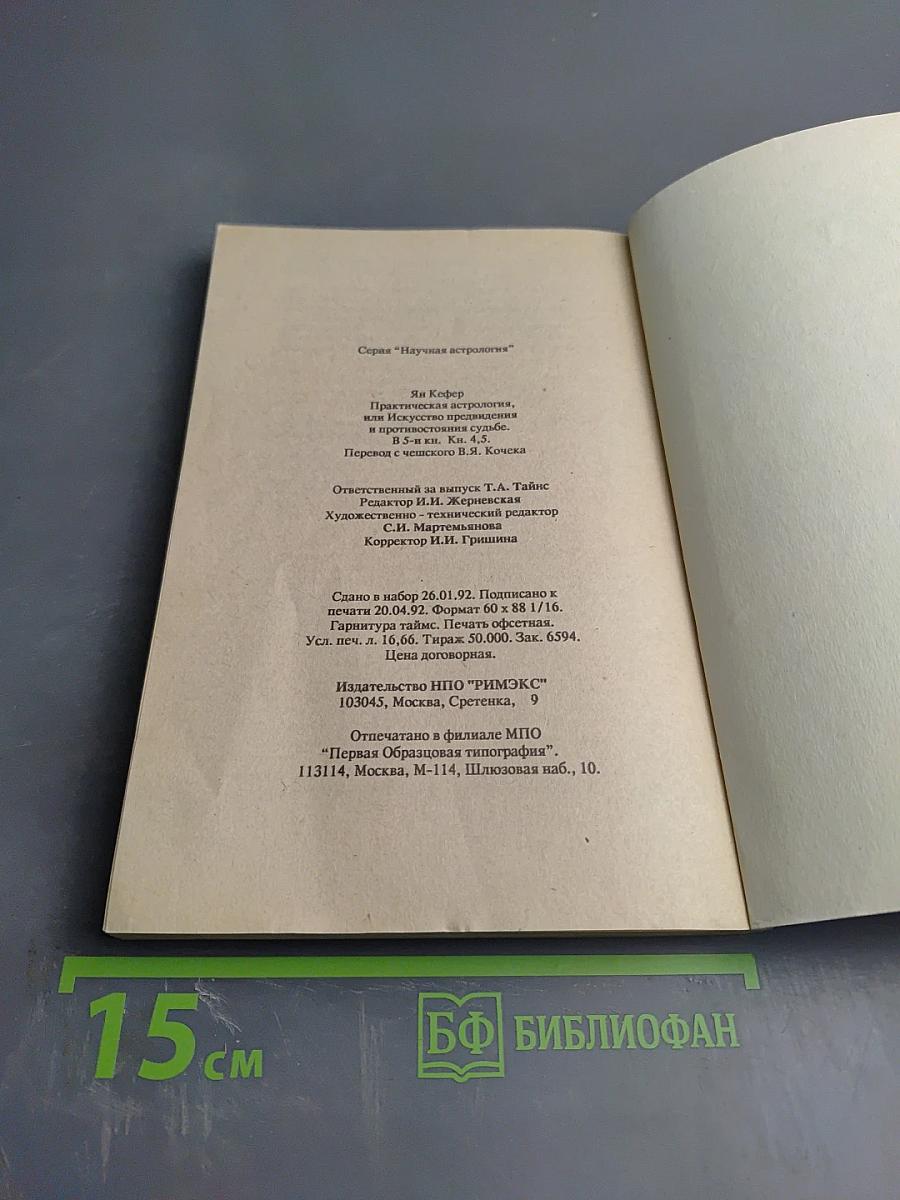 Серия "Научная астрология"
Ян Кефер
Практическая астрология,
или Искусство предвидения
и противостояния судьбе.
В 5-и кн. Кн. 4,5.
Перевод с чешского В.Я. Кочека
Ответственный за выпуск Т.А. Тайнс
Редактор И.И. Жерневская
Художественно - технический редактор
С.И. Мартемьянова
Корректор И.И. Гришина
Сдано в набор 26.01.92. Подписано к
печати 20.04.92. Формат 60 х 88 1/16.
Гарнитура таймс. Печать офсетная.
Усл. печ. л. 16,66. Тираж 50.000. Зак. 6594.
Цена договорная.
Издательство НПО "РИМЭКС"
103045, Москва, Сретенка, 9
Отпечатано в филиале МПО
"Первая Образцовая типография".
113114, Москва, М-114, Шлюзовая наб., 10.
15 см
БФ БИБЛИОФАН